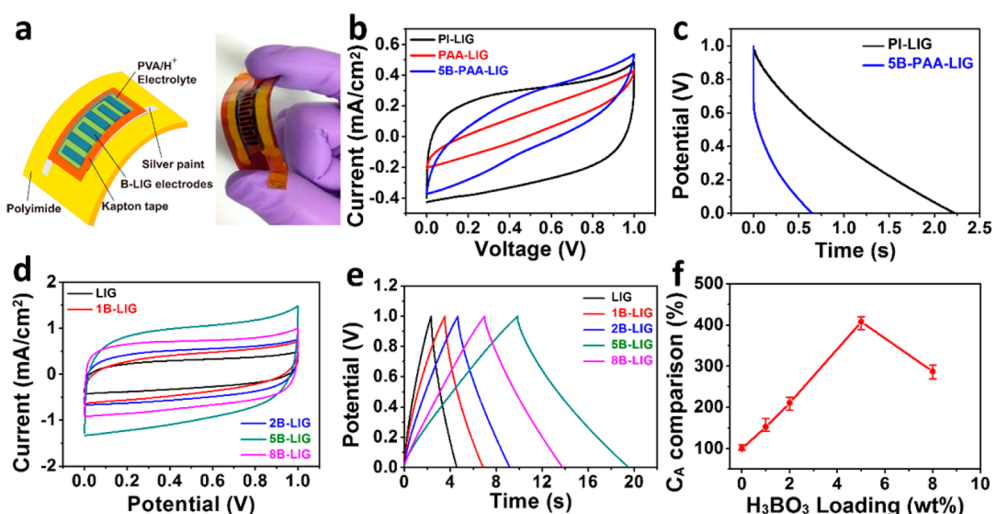 a
PVA/H⁺
Electrolyte
Silver paint
B-LIG electrodes
Kapton tape
Polyimide
b
Current (mA/cm²)
0.4
0.2
0.0
-0.2
-0.4
PI-LIG
PAA-LIG
5B-PAA-LIG
0.0 0.2 0.4 0.6 0.8 1.0
Voltage (V)
c
Potential (V)
1.0
0.8
0.6
0.4
0.2
0.0
PI-LIG
5B-PAA-LIG
0.0 0.5 1.0 1.5 2.0 2.5
Time (s)
d
Current (mA/cm²)
2
1
0
-1
-2
LIG
1B-LIG
2B-LIG
5B-LIG
8B-LIG
0.0 0.2 0.4 0.6 0.8 1.0
Potential (V)
e
Potential (V)
1.2
1.0
0.8
0.6
0.4
0.2
0.0
LIG
1B-LIG
2B-LIG
5B-LIG
8B-LIG
0 4 8 12 16 20
Time (s)
f
C_A comparison (%)
500
400
300
200
100
0 2 4 6 8 10
H₃BO₃ Loading (wt%)